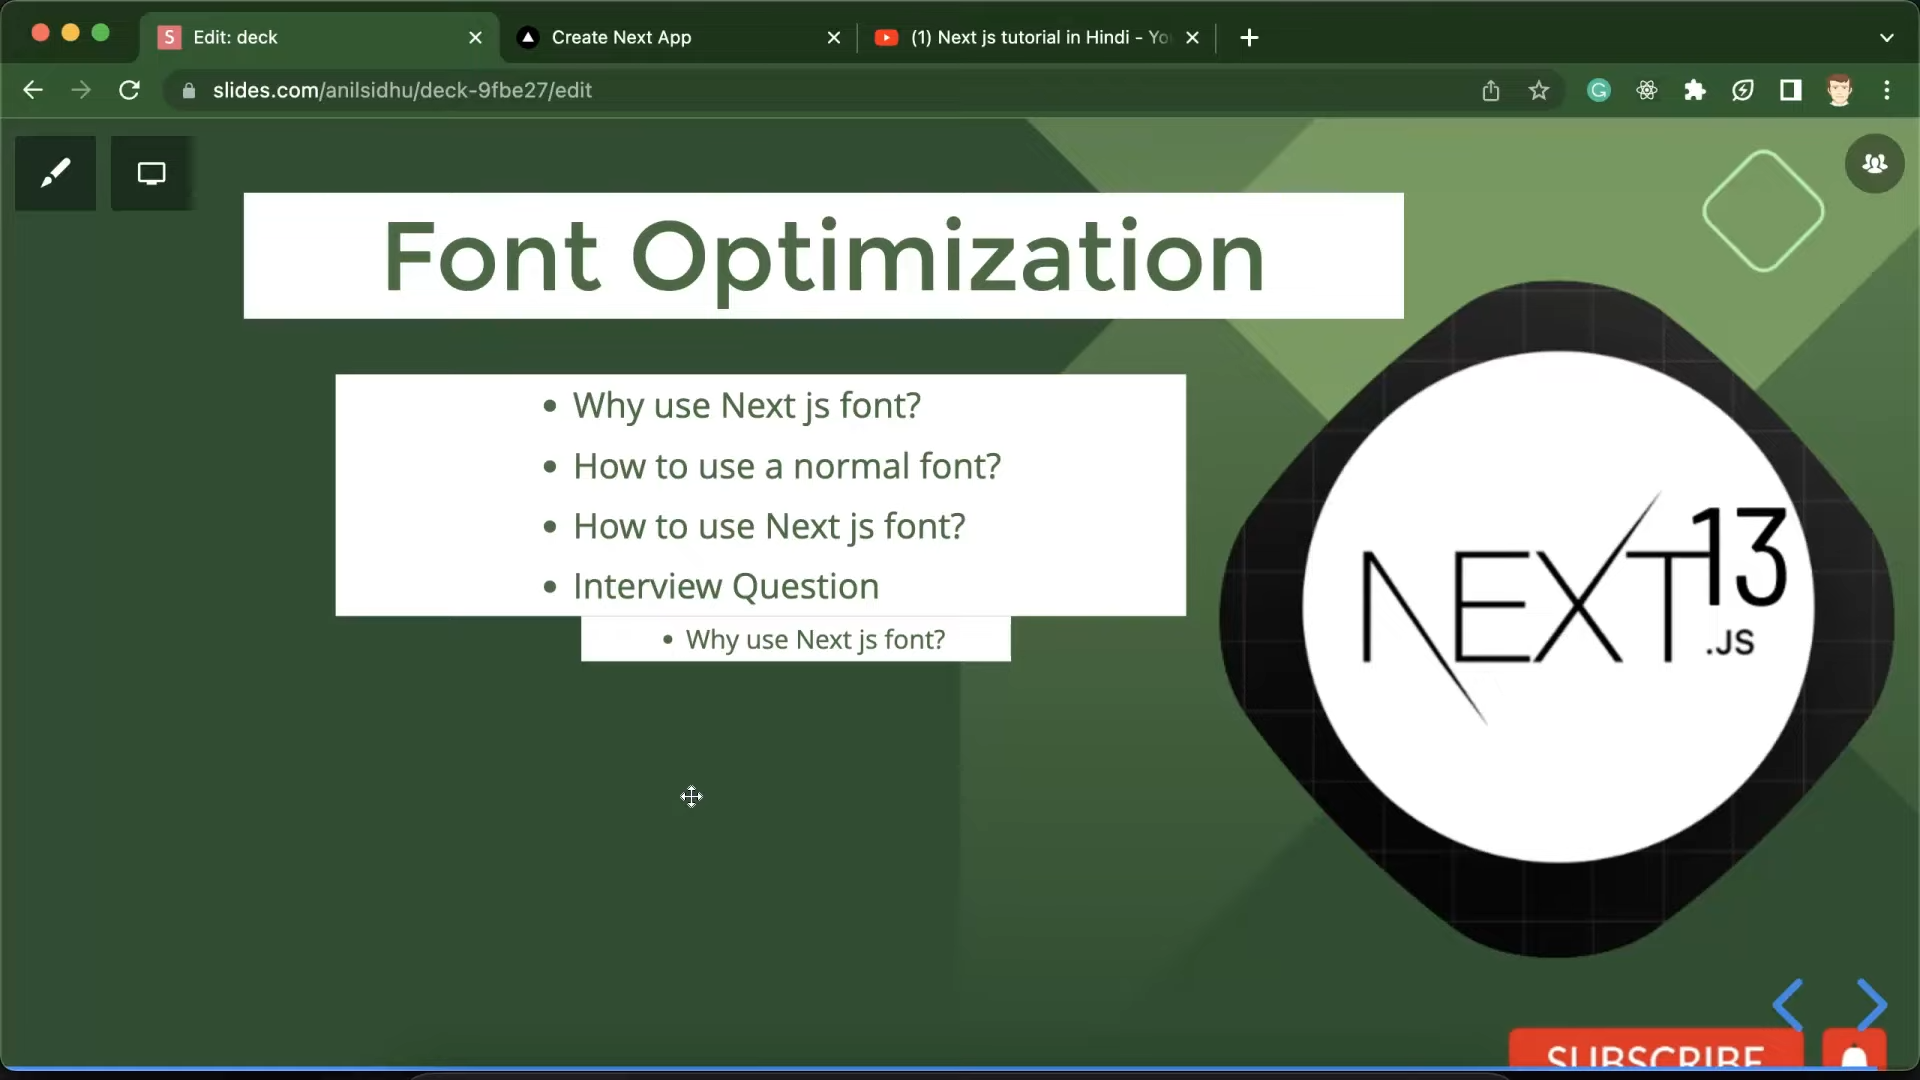 S Edit: deck
Create Next App
(1) Next js tutorial in Hindi - Yo
slides.com/anilsidhu/deck-9fbe27/edit
Font Optimization
• Why use Next js font?
• How to use a normal font?
• How to use Next js font?
• Interview Question
• Why use Next js font?
NEXT13
.JS
SUBSCRIBE